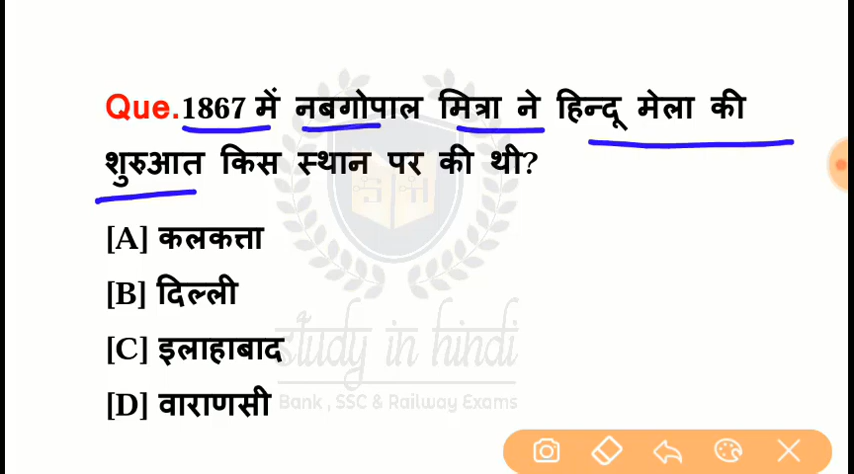 Que.1867 में नबगोपाल मित्रा ने हिन्दू मेला की
शुरुआत किस स्थान पर की थी?
[A] कलकत्ता
[B] दिल्ली
[C] इलाहाबाद
[D] वाराणसी
study in hindi
Bank , SSC & Railway Exams